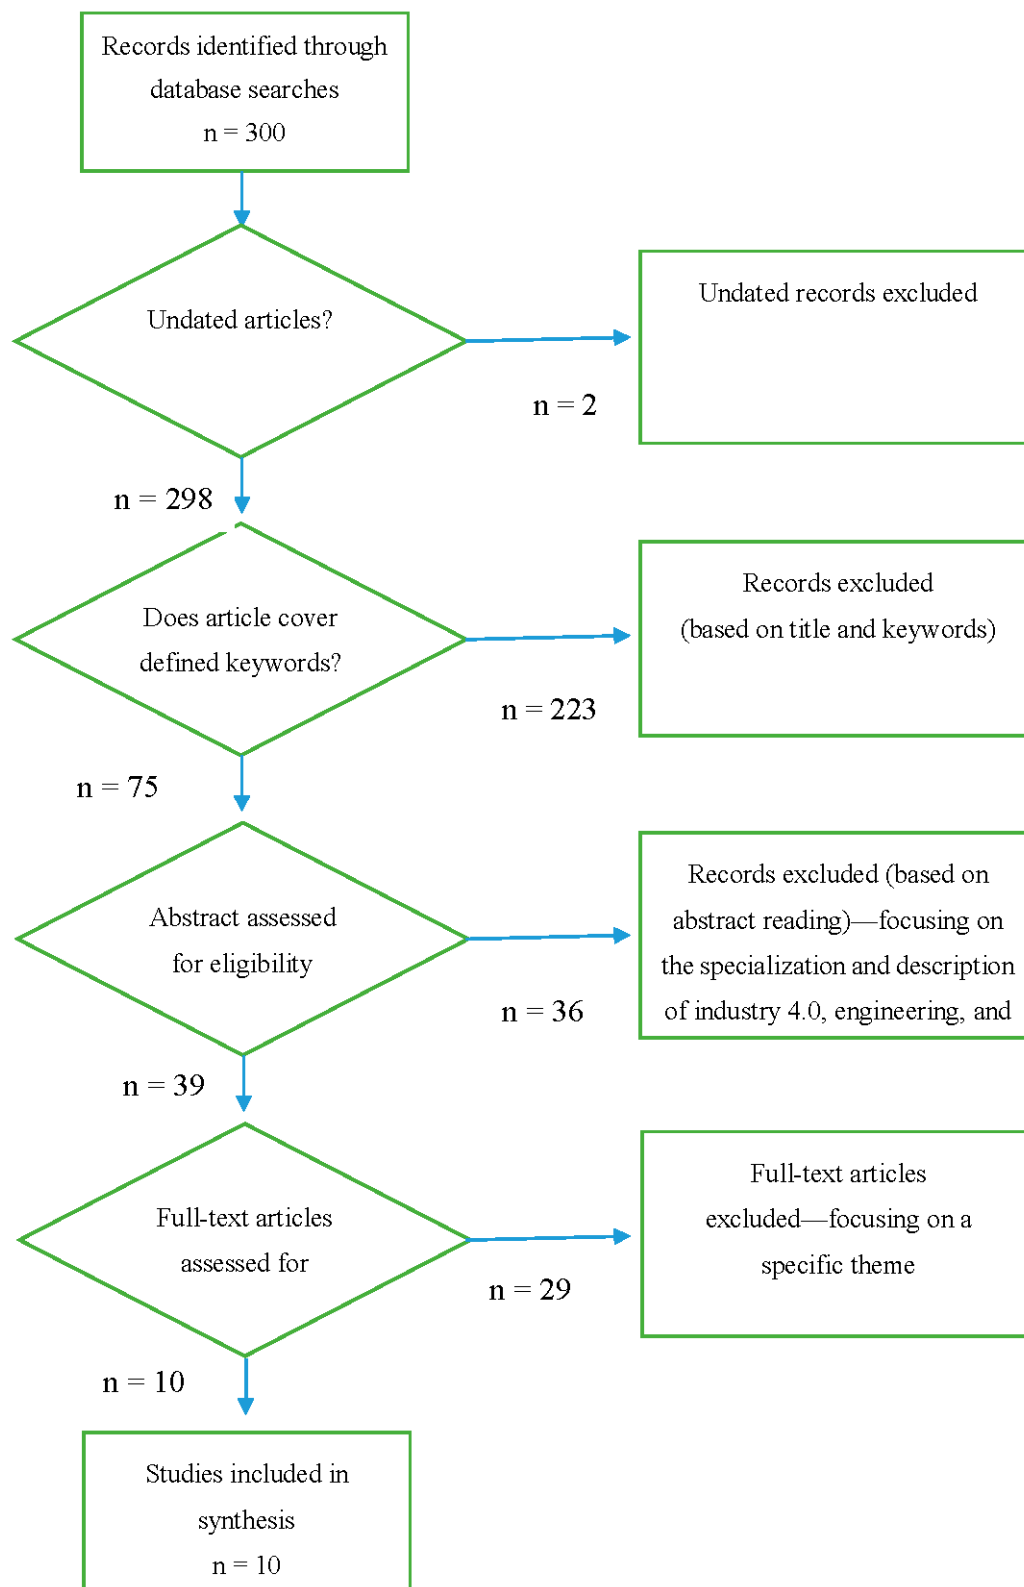 Records identified through
database searches
n = 300
Undated articles?
Undated records excluded
n = 2
n = 298
Does article cover
defined keywords?
Records excluded
(based on title and keywords)
n = 223
n = 75
Abstract assessed
for eligibility
Records excluded (based on
abstract reading)—focusing on
the specialization and description
of industry 4.0, engineering, and
n = 36
n = 39
Full-text articles
assessed for
Full-text articles
excluded—focusing on a
specific theme
n = 29
n = 10
Studies included in
synthesis
n = 10